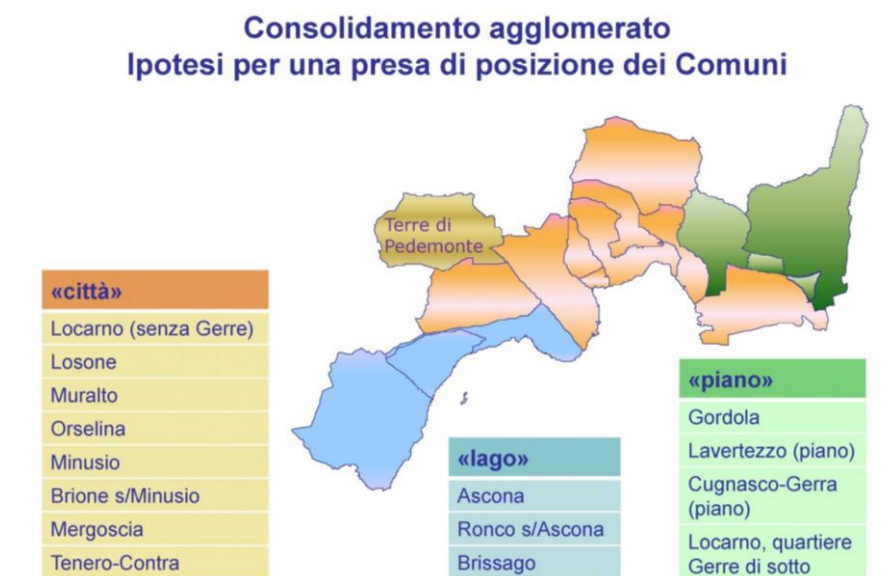 Consolidamento agglomerato
Ipotesi per una presa di posizione dei Comuni
Terre di
Pedemonte
«città»
Locarno (senza Gerre)
Losone
Muralto
Orselina
Minusio
Brione s/Minusio
Mergoscia
Tenero-Contra
«lago»
Ascona
Ronco s/Ascona
Brissago
«piano»
Gordola
Lavertezzo (piano)
Cugnasco-Gerra
(piano)
Locarno, quartiere
Gerre di sotto